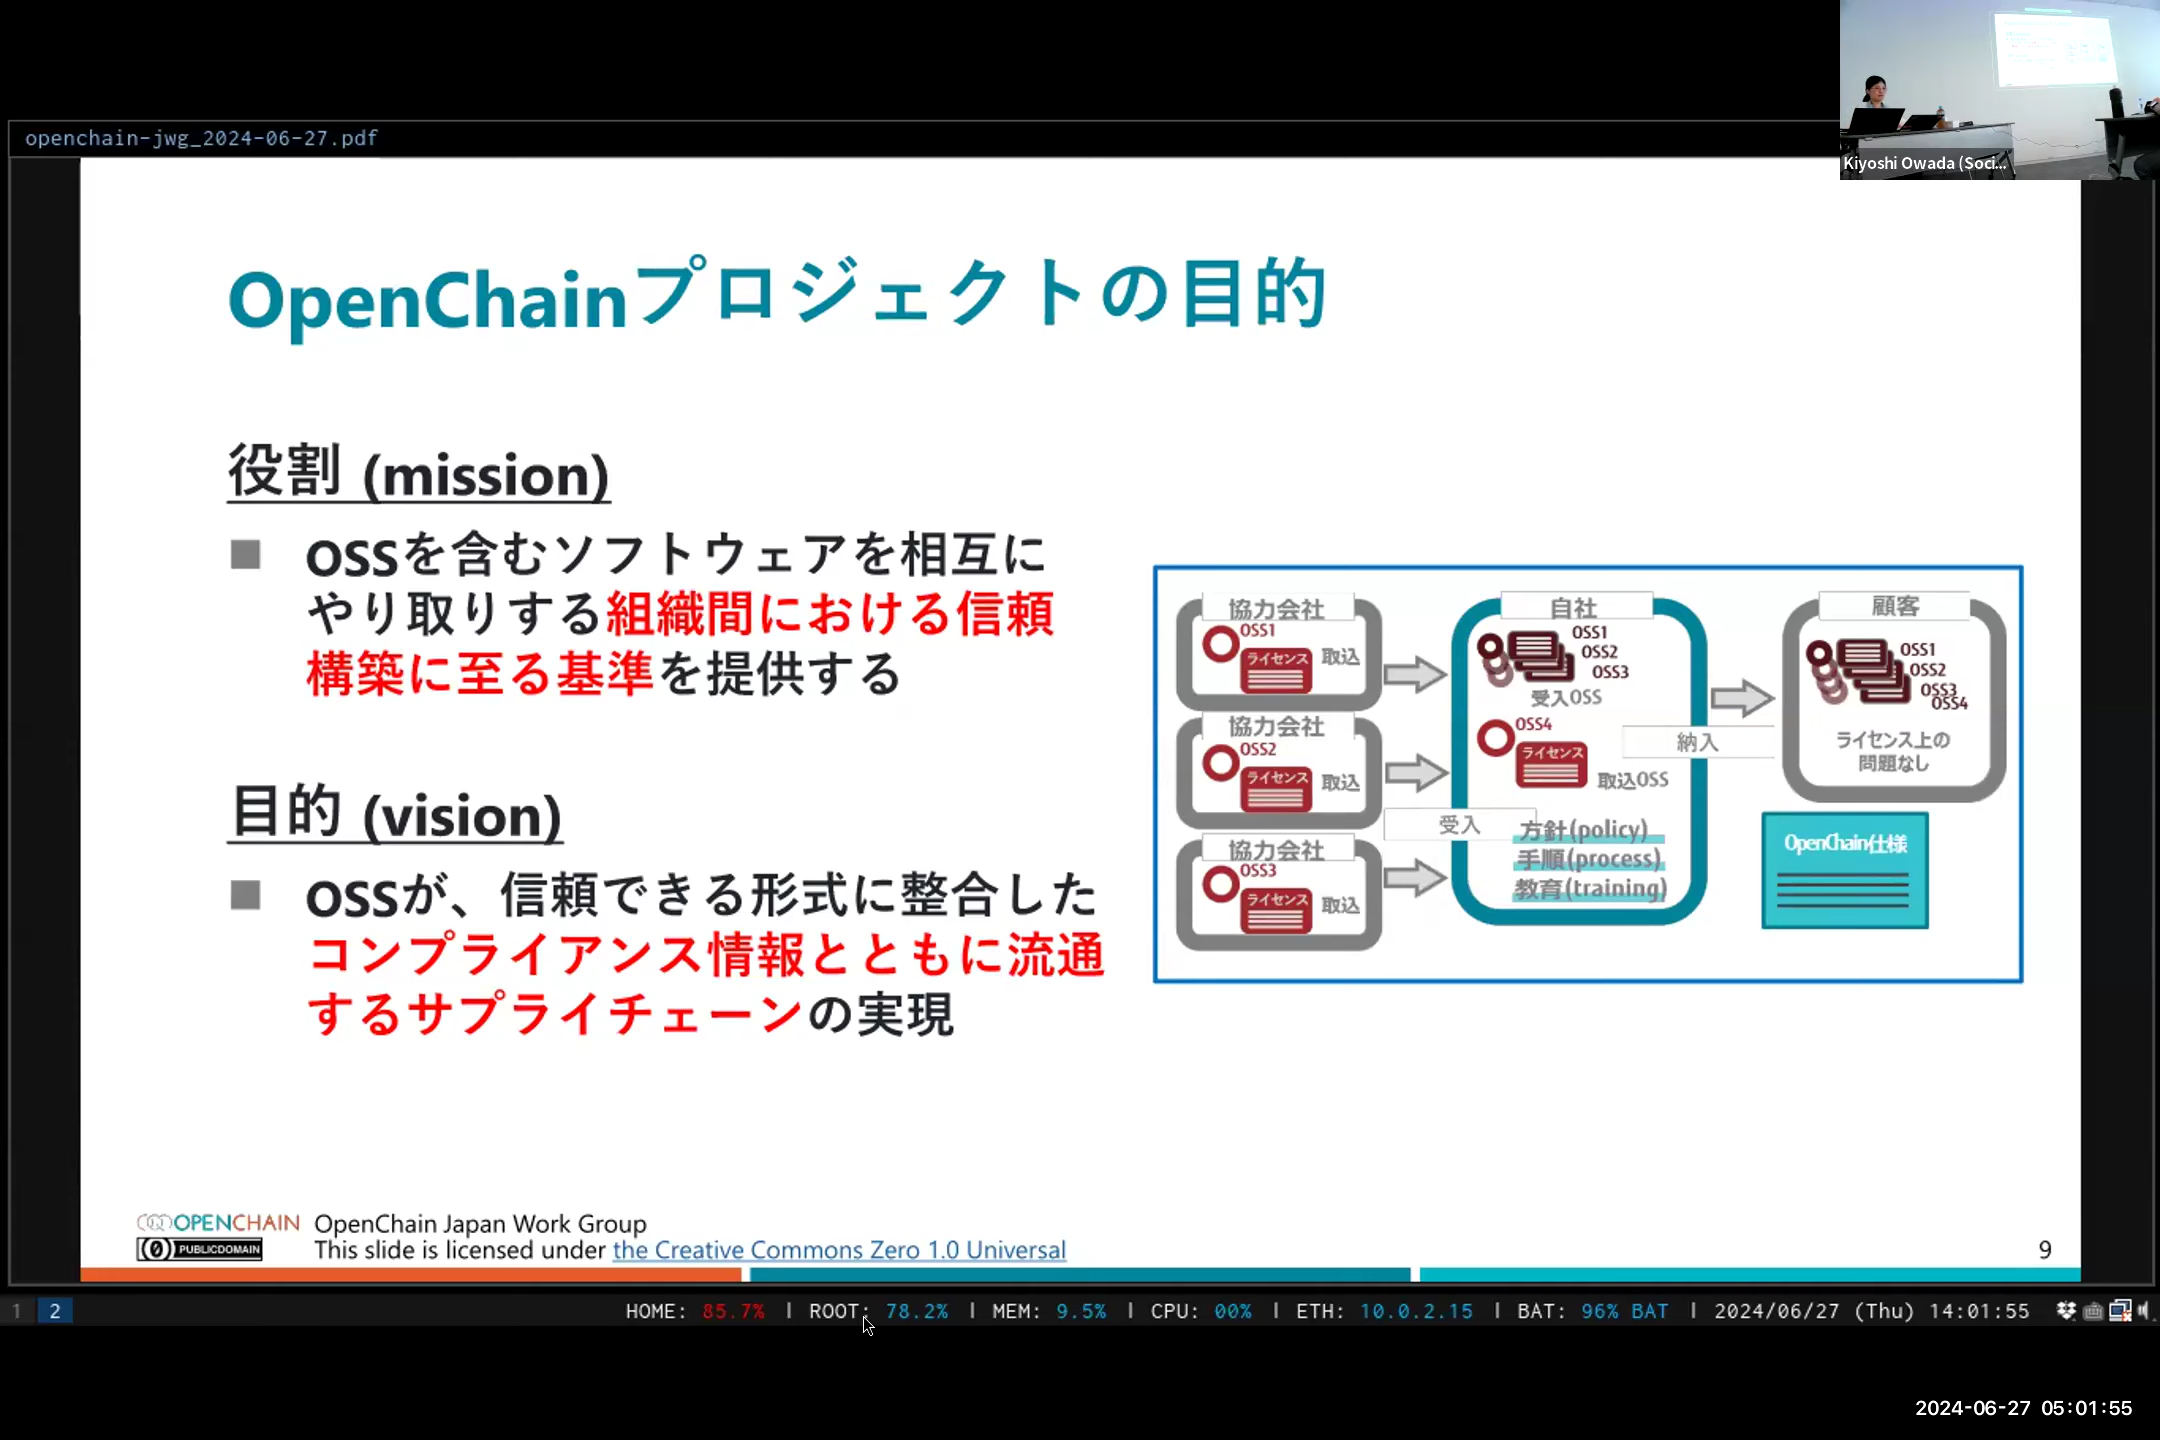 openchain-jwg_2024-06-27.pdf
Kiyoshi Owada (Soci...
OpenChainプロジェクトの目的
役割 (mission)
OSSを含むソフトウェアを相互に
やり取りする組織間における信頼
構築に至る基準を提供する
目的 (vision)
OSSが、信頼できる形式に整合した
コンプライアンス情報とともに流通
するサプライチェーンの実現
協力会社
OSS1
ライセンス
取込
協力会社
OSS2
ライセンス
取込
協力会社
OSS3
ライセンス
取込
受入
自社
OSS1
OSS2
OSS3
受入OSS
OSS4
ライセンス
取込OSS
方針(policy)
手順(process)
教育(training)
納入
顧客
OSS1
OSS2
OSS3
OSS4
ライセンス上の
問題なし
OpenChain仕様
OPENCHAIN
PUBLICDOMAIN
OpenChain Japan Work Group
This slide is licensed under the Creative Commons Zero 1.0 Universal
9
1 2 HOME: 85.7% | ROOT: 78.2% | MEM: 9.5% | CPU: 00% | ETH: 10.0.2.15 | BAT: 96% BAT | 2024/06/27 (Thu) 14:01:55
2024-06-27 05:01:55